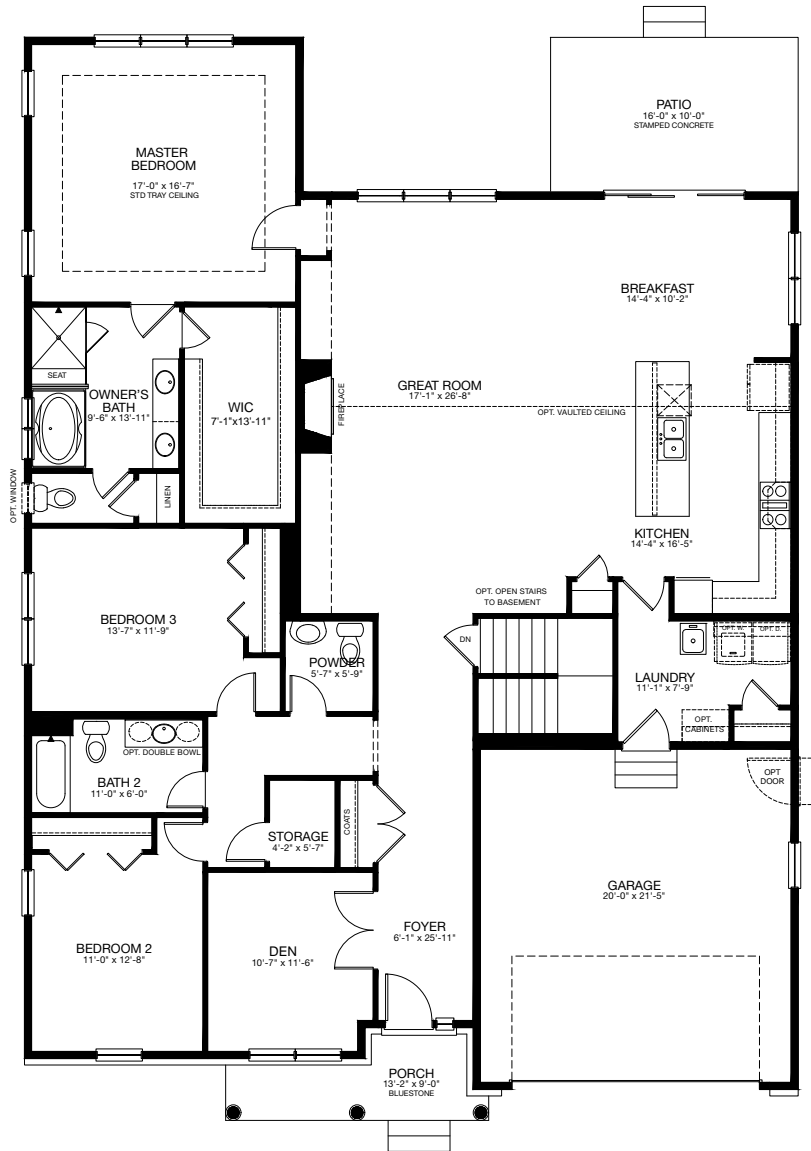 PATIO
16'-0" x 10'-0"
STAMPED CONCRETE
MASTER
BEDROOM
17'-0" x 16'-7"
STD TRAY CEILING
BREAKFAST
14'-4" x 10'-2"
SEAT
OWNER'S
BATH
9'-6" x 13'-11"
WIC
7'-1"x13'-11"
FIREPLACE
GREAT ROOM
17'-1" x 26'-8"
OPT. VAULTED CEILING
OPT. WINDOW
LINEN
KITCHEN
14'-4" x 16'-5"
OPT. OPEN STAIRS
TO BASEMENT
BEDROOM 3
13'-7" x 11'-9"
POWDER
5'-7" x 5'-9"
DN
OPT. W.
OPT. D.
LAUNDRY
11'-1" x 7'-9"
OPT.
CABINETS
OPT. DOUBLE BOWL
BATH 2
11'-0" x 6'-0"
OPT
DOOR
STORAGE
4'-2" x 5'-7"
COATS
GARAGE
20'-0" x 21'-5"
BEDROOM 2
11'-0" x 12'-8"
DEN
10'-7" x 11'-6"
FOYER
6'-1" x 25'-11"
PORCH
13'-2" x 9'-0"
BLUESTONE